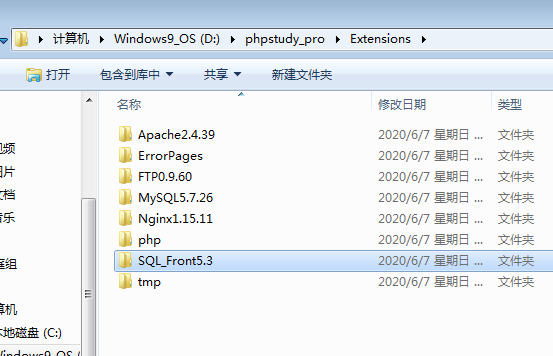 计算机 ▸ Windows9_OS (D:) ▸ phpstudy_pro ▸ Extensions ▸
打开 包含到库中 共享 新建文件夹
名称 修改日期 类型
Apache2.4.39 2020/6/7 星期日 ... 文件夹
ErrorPages 2020/6/7 星期日 ... 文件夹
FTP0.9.60 2020/6/7 星期日 ... 文件夹
MySQL5.7.26 2020/6/7 星期日 ... 文件夹
Nginx1.15.11 2020/6/7 星期日 ... 文件夹
php 2020/6/7 星期日 ... 文件夹
SQL_Front5.3 2020/6/7 星期日 ... 文件夹
tmp 2020/6/7 星期日 ... 文件夹
视频
图片
文档
音乐
家庭组
计算机
本地磁盘 (C:)
Windows9_OS (